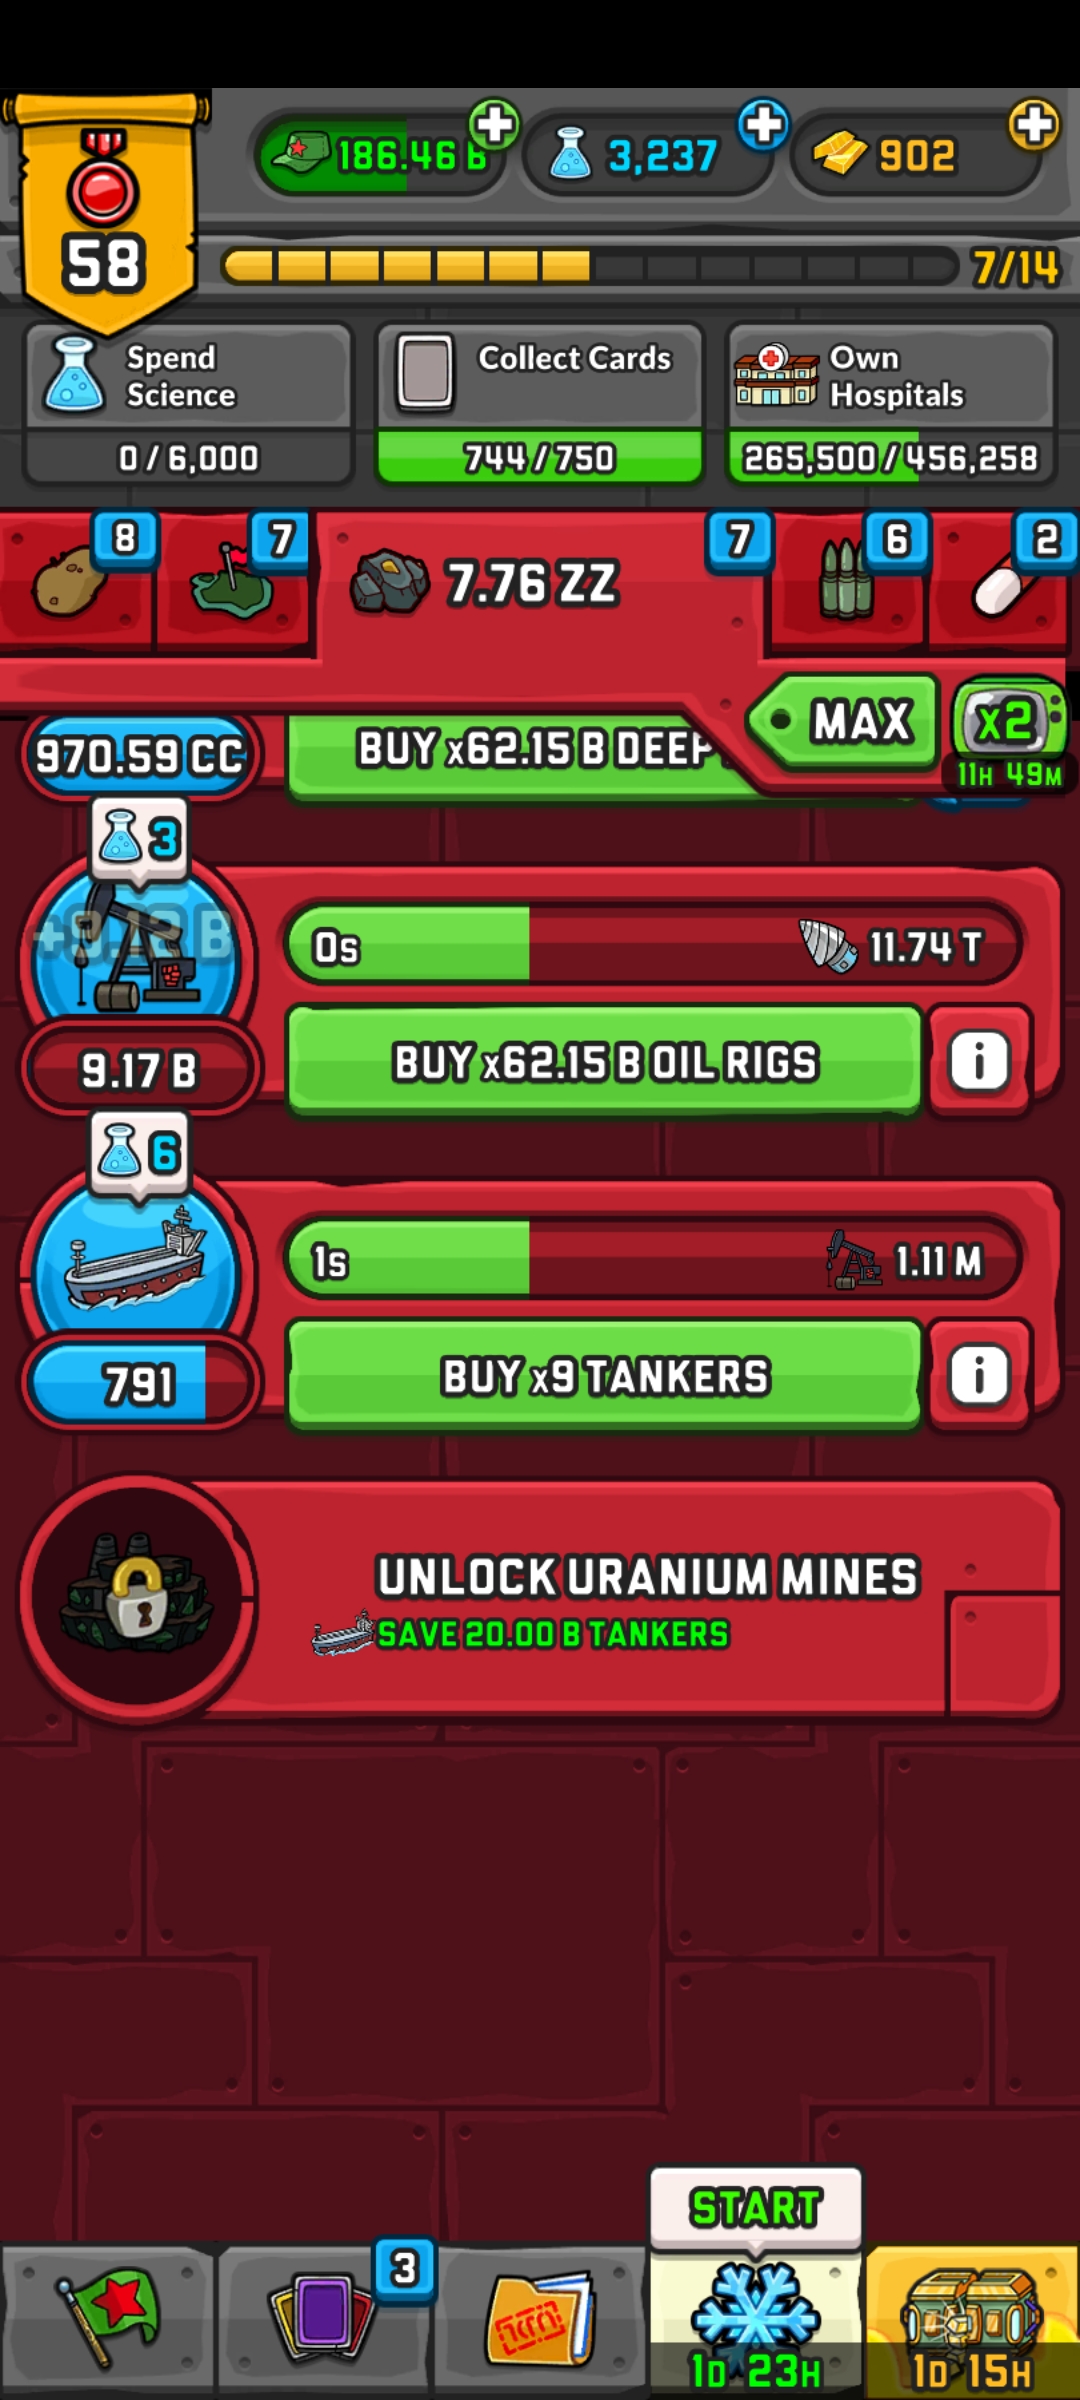 186.46 B
3,237
902
58
7/14
Spend
Science
Collect Cards
Own
Hospitals
0 / 6,000
744 / 750
265,500 / 456,258
8
7
7.76 ZZ
7
6
2
MAX
x2
11H 49M
970.59 CC
BUY x62.15 B DEEP
3
0s
11.74 T
9.17 B
BUY x62.15 B OIL RIGS
i
6
1s
1.11 M
791
BUY x9 TANKERS
i
UNLOCK URANIUM MINES
SAVE 20.00 B TANKERS
START
3
1D 23H
1D 15H